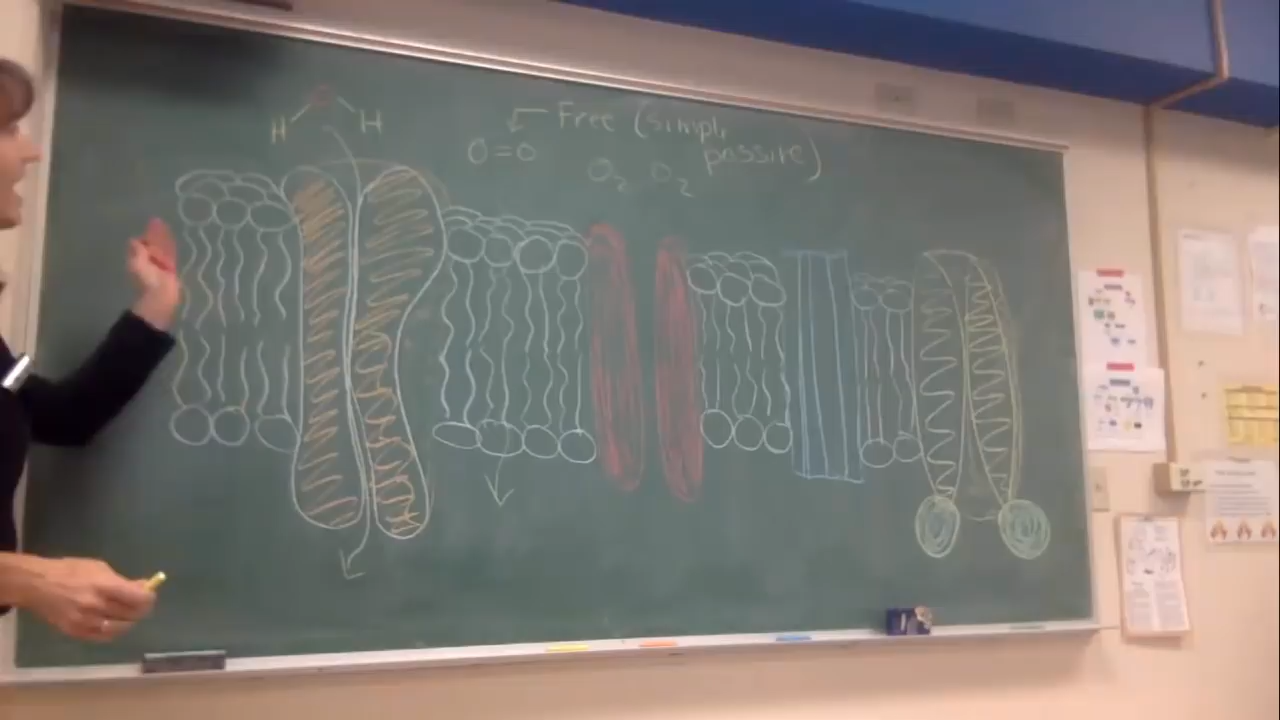 H H
Free (simple
passive)
O=O
O₂ O₂